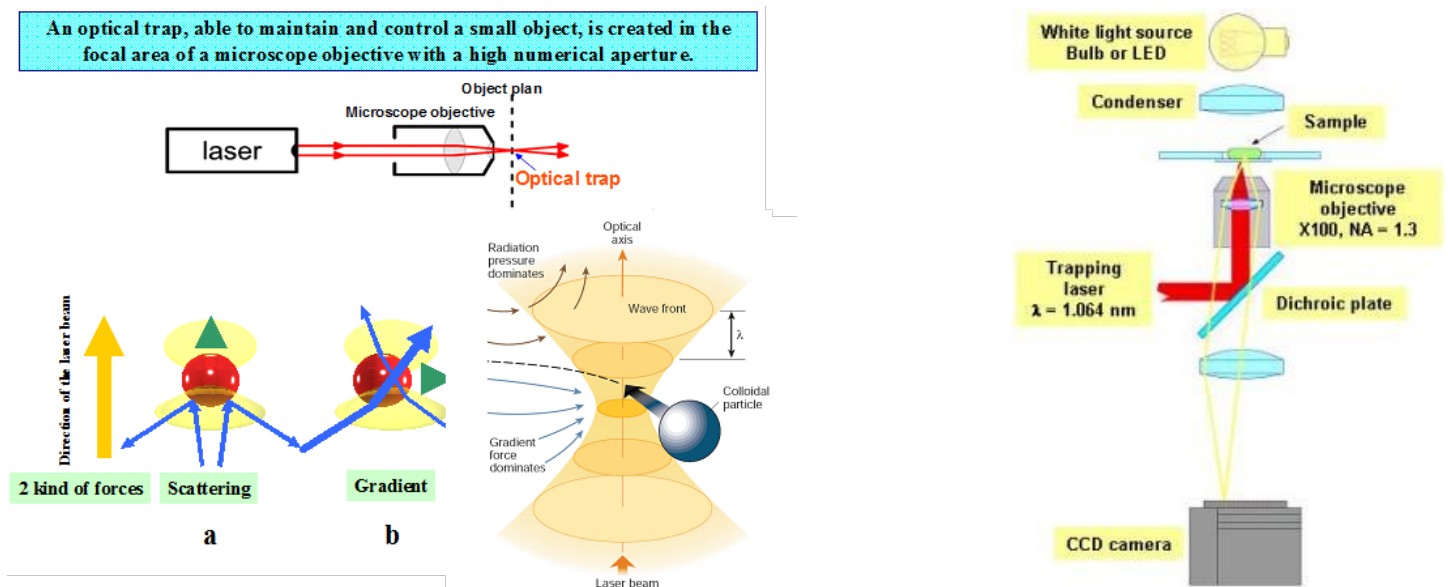 An optical trap, able to maintain and control a small object, is created in the
focal area of a microscope objective with a high numerical aperture.
Object plan
Microscope objective
laser
Optical trap
Direction of the laser beam
2 kind of forces
Scattering
Gradient
a
b
Optical
axis
Radiation
pressure
dominates
Wave front
λ
Colloidal
particle
Gradient
force
dominates
Laser beam
White light source
Bulb or LED
Condenser
Sample
Microscope
objective
X100, NA = 1.3
Trapping
laser
λ = 1.064 nm
Dichroic plate
CCD camera